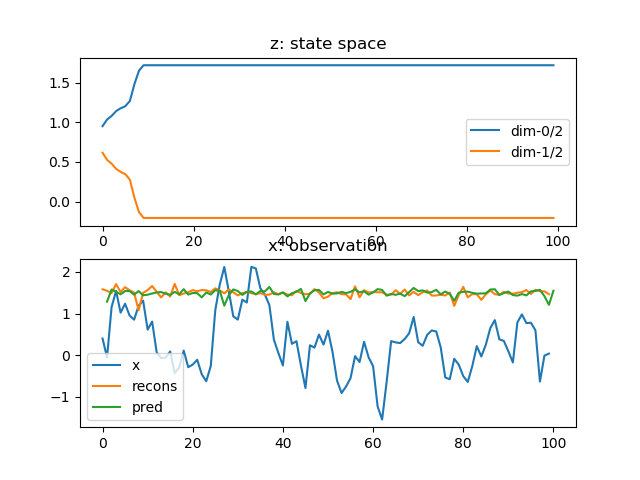 z: state space
1.5
1.0
0.5
0.0
dim-0/2
dim-1/2
0 20 40 60 80 100
x: observation
2
1
0
−1
x
recons
pred
0 20 40 60 80 100